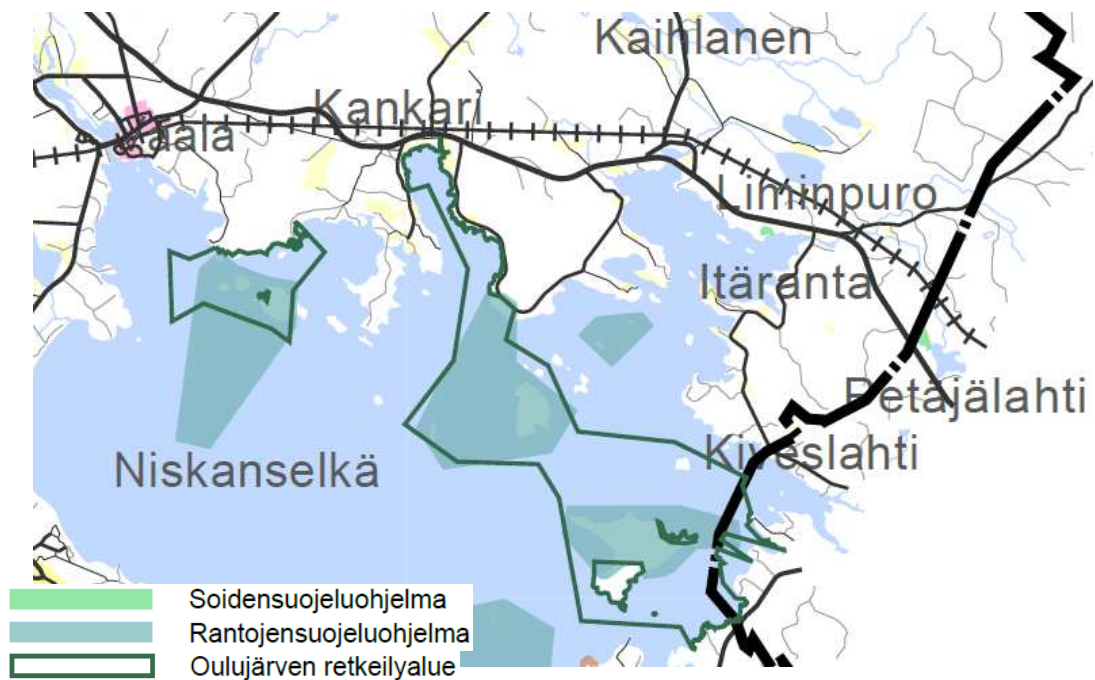 Kaihlanen
Kankari
Vaala
Liminpuro
Itäranta
Petäjälahti
Kiveslahti
Niskanselkä
Soidensuojeluohjelma
Rantojensuojeluohjelma
Oulujärven retkeilyalue